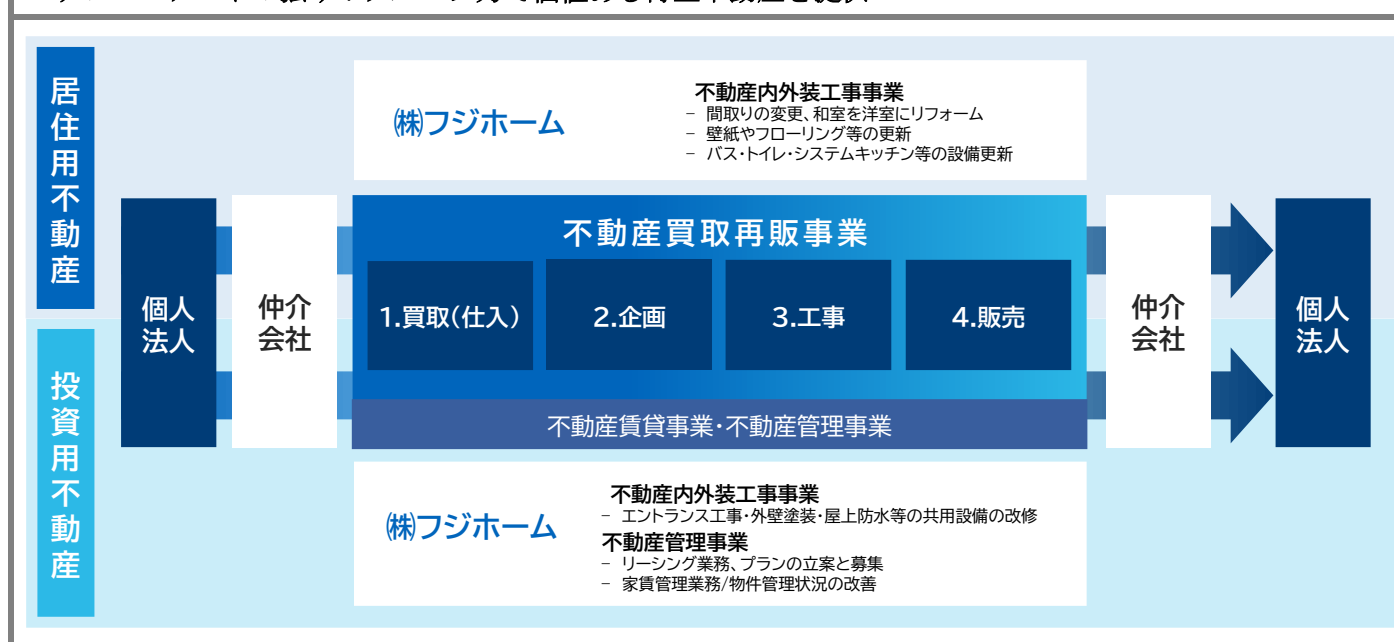 居住用不動産
㈱フジホーム
不動産内外装工事事業
– 間取りの変更、和室を洋室にリフォーム
– 壁紙やフローリング等の更新
– バス・トイレ・システムキッチン等の設備更新
個人
法人
仲介
会社
不動産買取再販事業
1.買取(仕入)
2.企画
3.工事
4.販売
不動産賃貸事業・不動産管理事業
仲介
会社
個人
法人
投資用不動産
㈱フジホーム
不動産内外装工事事業
– エントランス工事・外壁塗装・屋上防水等の共用設備の改修
不動産管理事業
– リーシング業務、プランの立案と募集
– 家賃管理業務/物件管理状況の改善